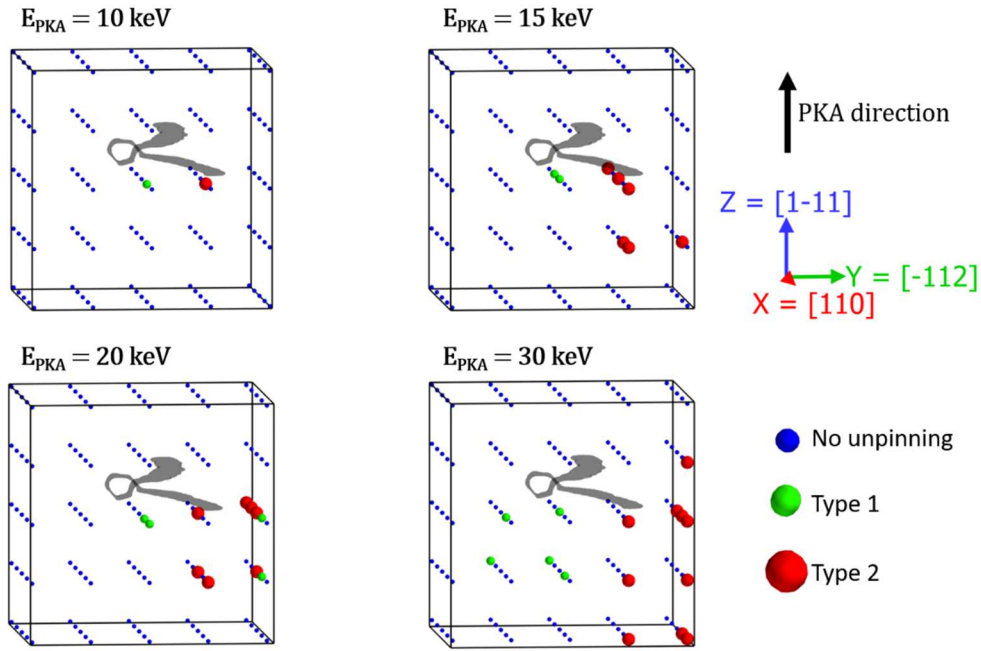 E_PKA = 10 keV
E_PKA = 15 keV
PKA direction
Z = [1-11]
Y = [-112]
X = [110]
E_PKA = 20 keV
E_PKA = 30 keV
No unpinning
Type 1
Type 2